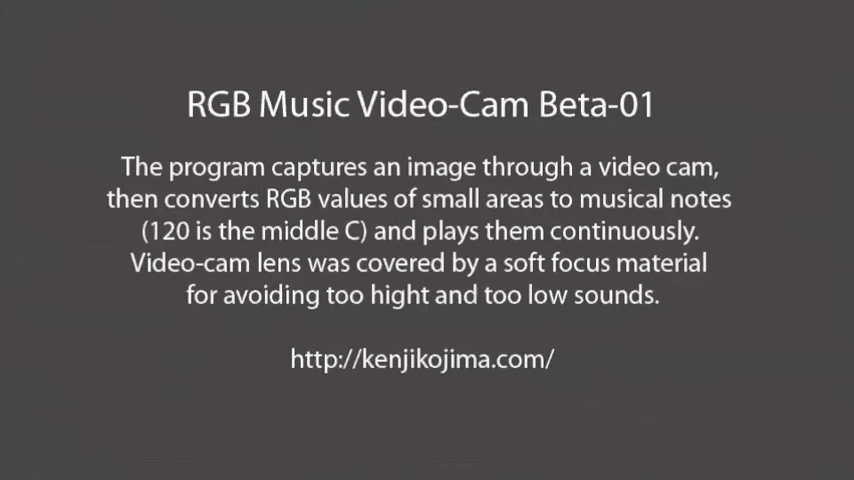 RGB Music Video-Cam Beta-01
The program captures an image through a video cam,
then converts RGB values of small areas to musical notes
(120 is the middle C) and plays them continuously.
Video-cam lens was covered by a soft focus material
for avoiding too hight and too low sounds.
http://kenjikojima.com/